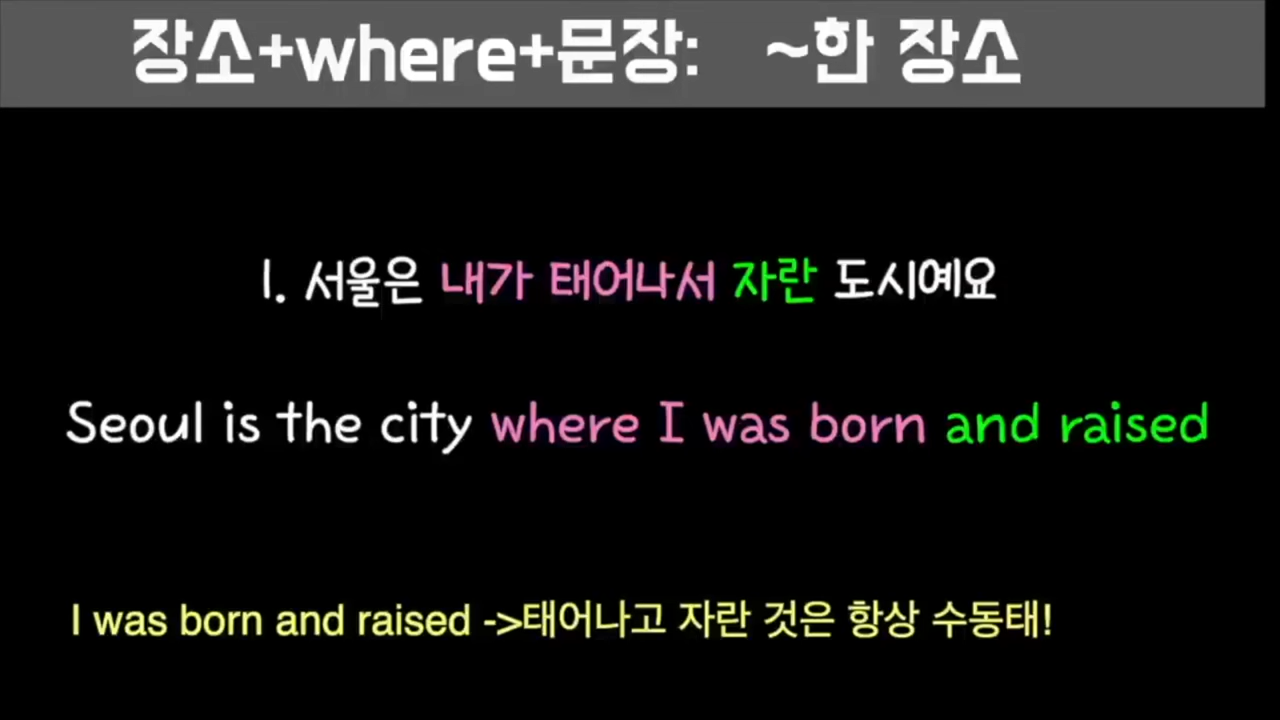 장소+where+문장: ~한 장소
1. 서울은 내가 태어나서 자란 도시예요
Seoul is the city where I was born and raised
I was born and raised ->태어나고 자란 것은 항상 수동태!